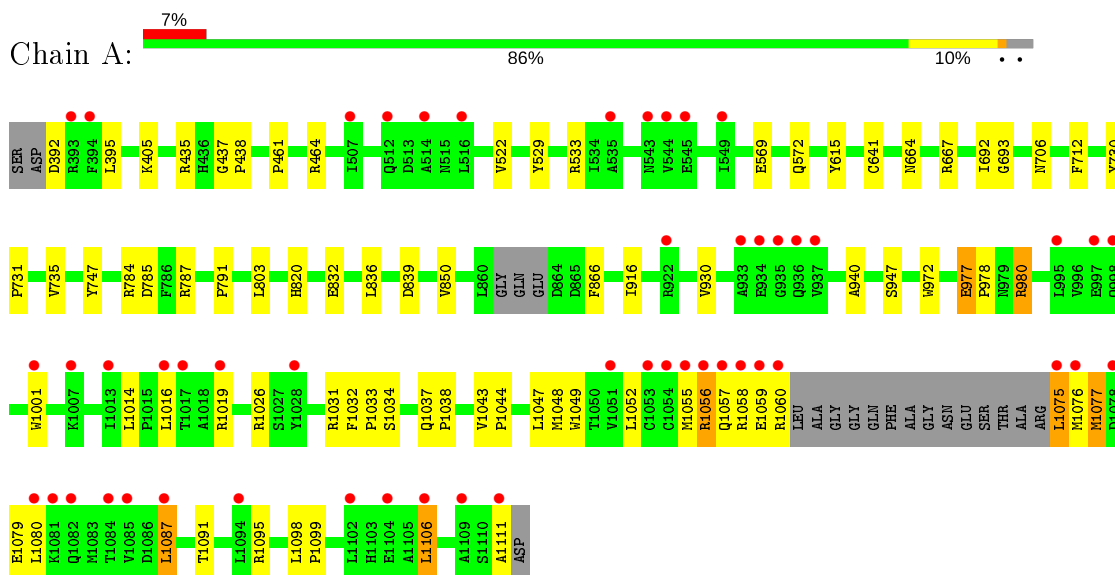 7%
Chain A:
86% 10% • •
SER ASP D392 R393 F394 L395 K405 R435 H436 G437 P438 P461 R464 I507 Q512 D513 A514 N515 L516 V522 Y529 R533 I534 A535 N543 V544 E545 I549 E569 Q572 Y615 C641 N664 R667 I692 G693 N706 F712 Y730
P731 V735 Y747 R784 D785 F786 R787 P791 L803 H820 E832 L836 D839 V850 L860 GLY GLN GLU D864 D865 F866 I916 R922 V930 A933 E934 G935 Q936 V937 A940 S947 W972 E977 P978 N979 R980 L995 V996 E997
W1001 K1007 I1013 L1014 P1015 L1016 T1017 A1018 R1019 R1026 S1027 Y1028 R1031 F1032 P1033 S1034 Q1037 P1038 V1043 P1044 L1047 M1048 W1049 T1050 V1051 L1052 C1053 C1054 M1055 R1056 Q1057 R1058 E1059 R1060 LEU ALA GLY GLY GLN PHE ALA GLY ASN GLU SER THR ALA ARG L1075 M1076 M1077 D1078
E1079 L1080 K1081 Q1082 M1083 T1084 V1085 D1086 L1087 T1091 L1094 R1095 L1098 P1099 L1102 H1103 E1104 A1105 L1106 A1109 S1110 A1111 ASP